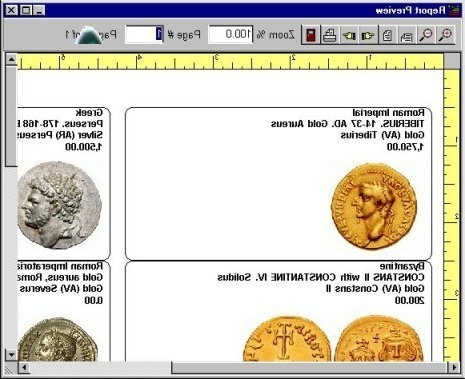 Report Preview
Zoom % 100.0 Page # 1 Page of 1
1 2
Roman Imperial
TIBERIUS. 14-37 AD. Gold Aureus
Gold (AV) Tiberius
1,750.00
Greek
Perseus. 178-168
Silver (AR) Perseus
1,500.00
Byzantine
CONSTANS II with CONSTANTINE IV. Solidus
Gold (AV) Constans II
200.00
Roman Imperatoria
Gold aureus, Roma
Gold (AV) Severus
0.00